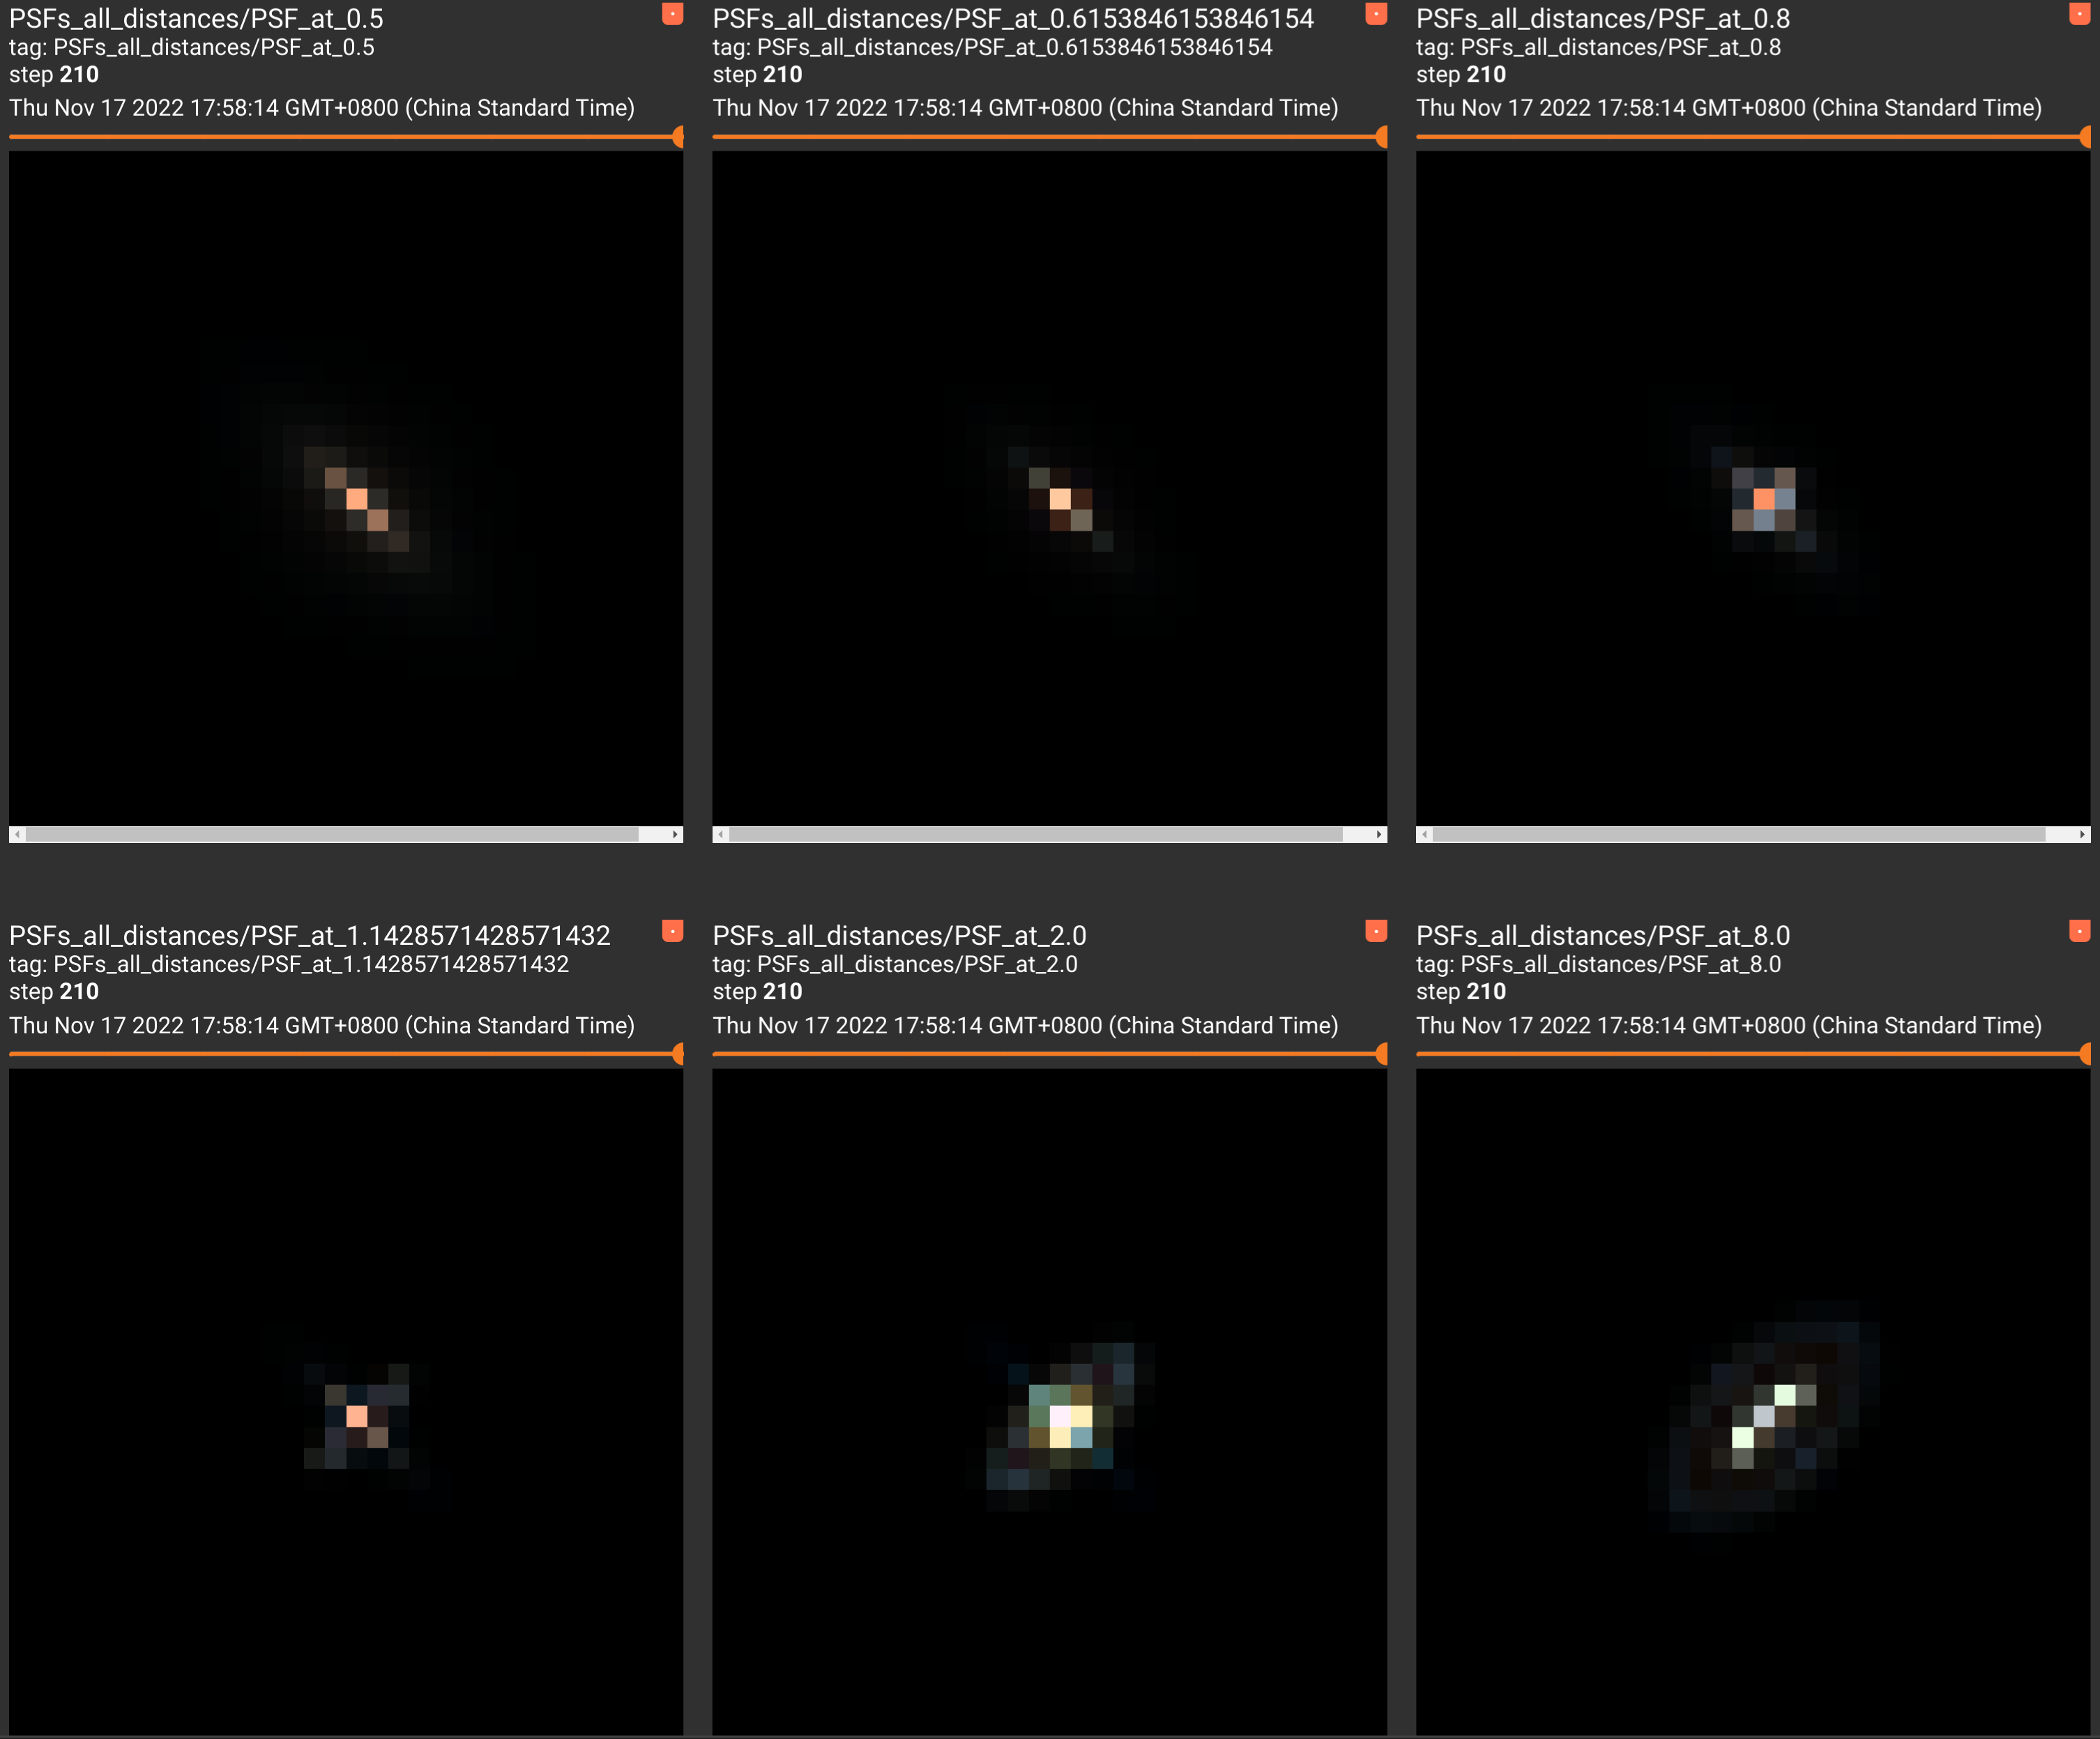 PSFs_all_distances/PSF_at_0.5
tag: PSFs_all_distances/PSF_at_0.5
step 210
Thu Nov 17 2022 17:58:14 GMT+0800 (China Standard Time)
PSFs_all_distances/PSF_at_0.6153846153846154
tag: PSFs_all_distances/PSF_at_0.6153846153846154
step 210
Thu Nov 17 2022 17:58:14 GMT+0800 (China Standard Time)
PSFs_all_distances/PSF_at_0.8
tag: PSFs_all_distances/PSF_at_0.8
step 210
Thu Nov 17 2022 17:58:14 GMT+0800 (China Standard Time)
PSFs_all_distances/PSF_at_1.1428571428571432
tag: PSFs_all_distances/PSF_at_1.1428571428571432
step 210
Thu Nov 17 2022 17:58:14 GMT+0800 (China Standard Time)
PSFs_all_distances/PSF_at_2.0
tag: PSFs_all_distances/PSF_at_2.0
step 210
Thu Nov 17 2022 17:58:14 GMT+0800 (China Standard Time)
PSFs_all_distances/PSF_at_8.0
tag: PSFs_all_distances/PSF_at_8.0
step 210
Thu Nov 17 2022 17:58:14 GMT+0800 (China Standard Time)